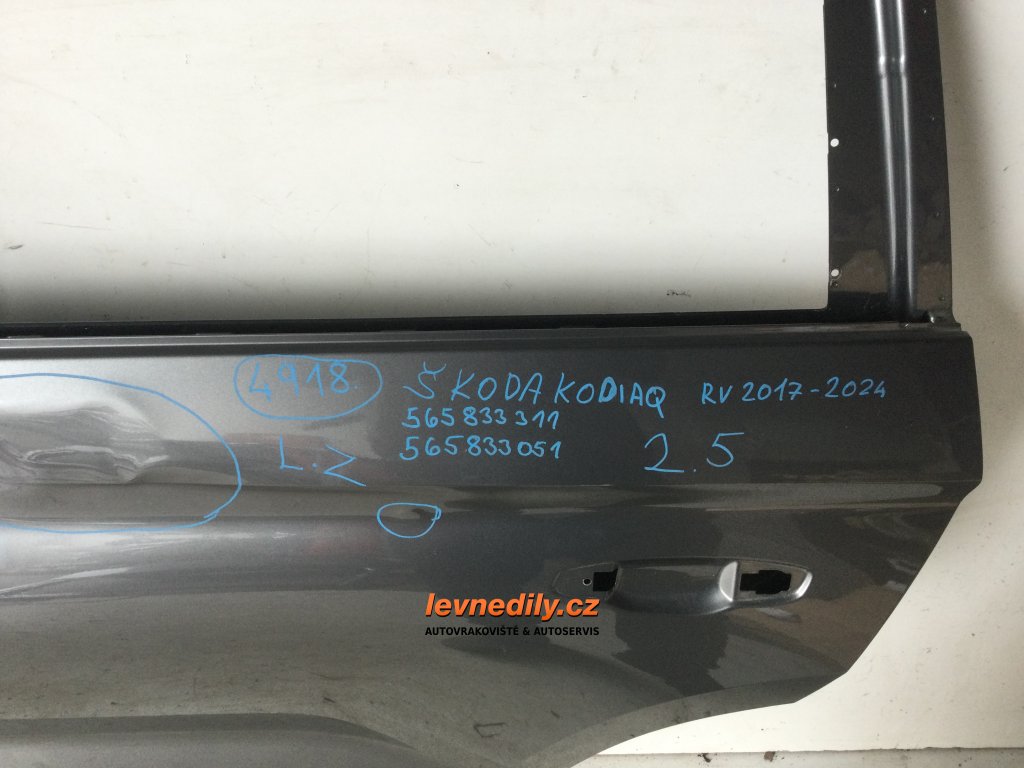 4918
ŠKODA KODIAQ RV 2017-2024
565833311
565833051
L.Z
2.5
levnedily.cz
AUTOVRAKOVIŠTĚ & AUTOSERVIS